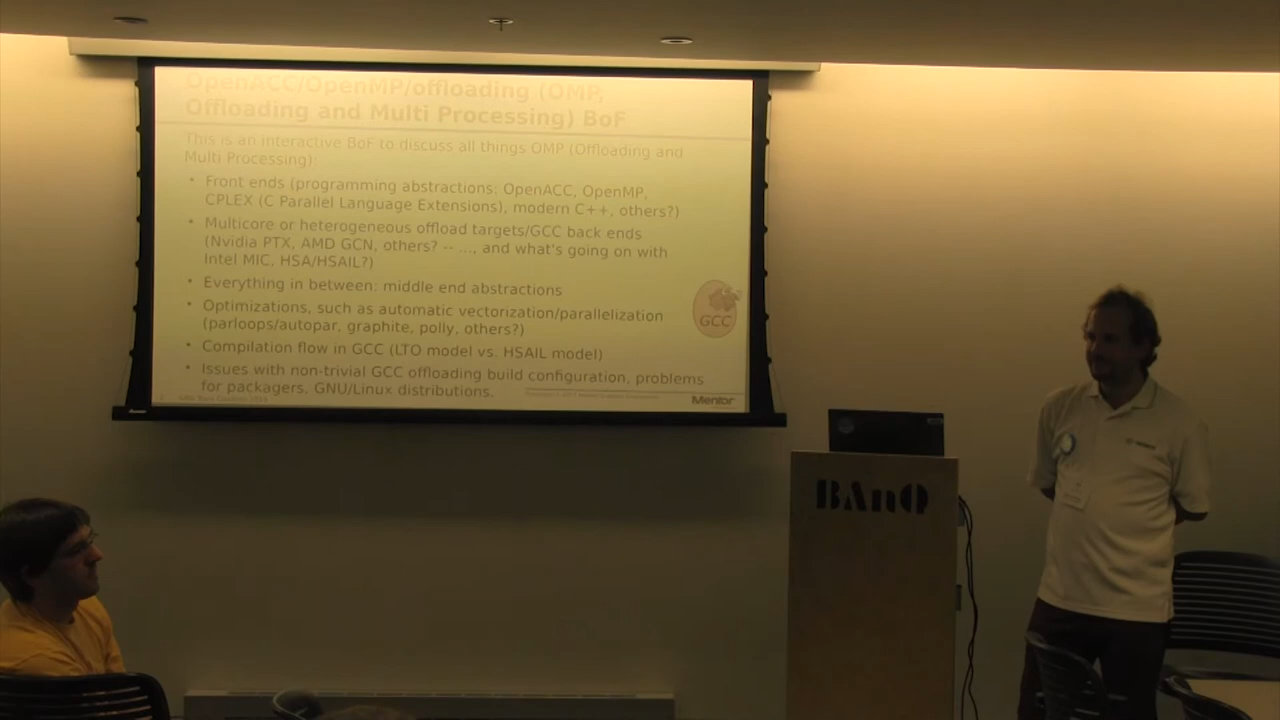 OpenACC/OpenMP/offloading (OMP,
Offloading and Multi Processing) BoF
This is an interactive BoF to discuss all things OMP (Offloading and
Multi Processing):
• Front ends (programming abstractions: OpenACC, OpenMP,
CPLEX (C Parallel Language Extensions), modern C++, others?)
• Multicore or heterogeneous offload targets/GCC back ends
(Nvidia PTX, AMD GCN, others? -- ..., and what's going on with
Intel MIC, HSA/HSAIL?)
• Everything in between: middle end abstractions
• Optimizations, such as automatic vectorization/parallelization
(parloops/autopar, graphite, polly, others?)
• Compilation flow in GCC (LTO model vs. HSAIL model)
• Issues with non-trivial GCC offloading build configuration, problems
for packagers. GNU/Linux distributions.
GCC
Mentor
BAnQ